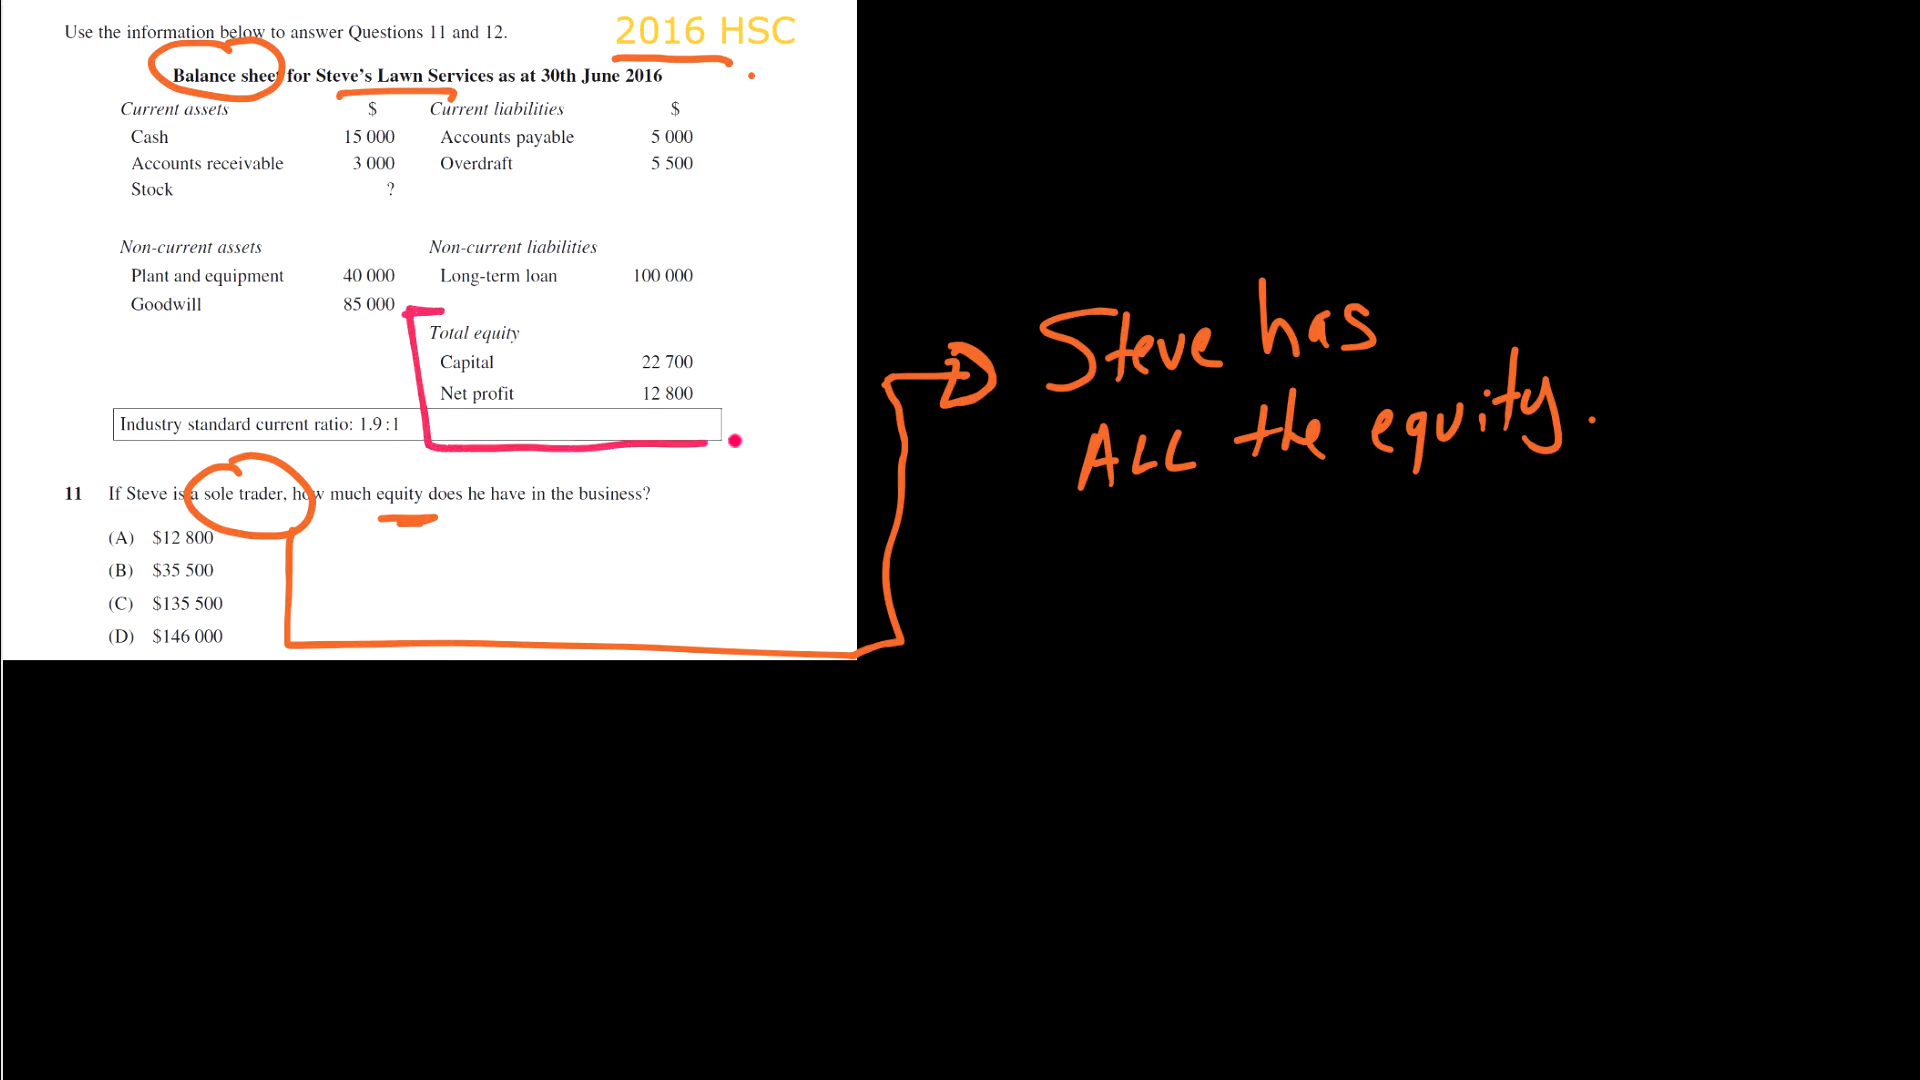 Use the information below to answer Questions 11 and 12.
2016 HSC
Balance sheet for Steve's Lawn Services as at 30th June 2016
Current assets $ Current liabilities $
Cash 15 000 Accounts payable 5 000
Accounts receivable 3 000 Overdraft 5 500
Stock ?
Non-current assets Non-current liabilities
Plant and equipment 40 000 Long-term loan 100 000
Goodwill 85 000
Total equity
Capital 22 700
Net profit 12 800
Industry standard current ratio: 1.9 : 1
11 If Steve is a sole trader, how much equity does he have in the business?
(A) $12 800
(B) $35 500
(C) $135 500
(D) $146 000
Steve has
ALL the equity.